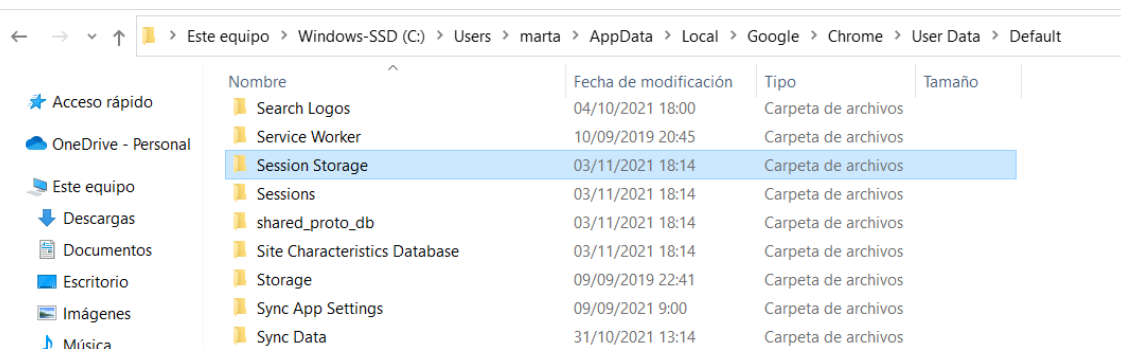 Este equipo > Windows-SSD (C:) > Users > marta > AppData > Local > Google > Chrome > User Data > Default
Nombre Fecha de modificación Tipo Tamaño
Acceso rápido
OneDrive - Personal
Este equipo
Descargas
Documentos
Escritorio
Imágenes
Música
Search Logos 04/10/2021 18:00 Carpeta de archivos
Service Worker 10/09/2019 20:45 Carpeta de archivos
Session Storage 03/11/2021 18:14 Carpeta de archivos
Sessions 03/11/2021 18:14 Carpeta de archivos
shared_proto_db 03/11/2021 18:14 Carpeta de archivos
Site Characteristics Database 03/11/2021 18:14 Carpeta de archivos
Storage 09/09/2019 22:41 Carpeta de archivos
Sync App Settings 09/09/2021 9:00 Carpeta de archivos
Sync Data 31/10/2021 13:14 Carpeta de archivos